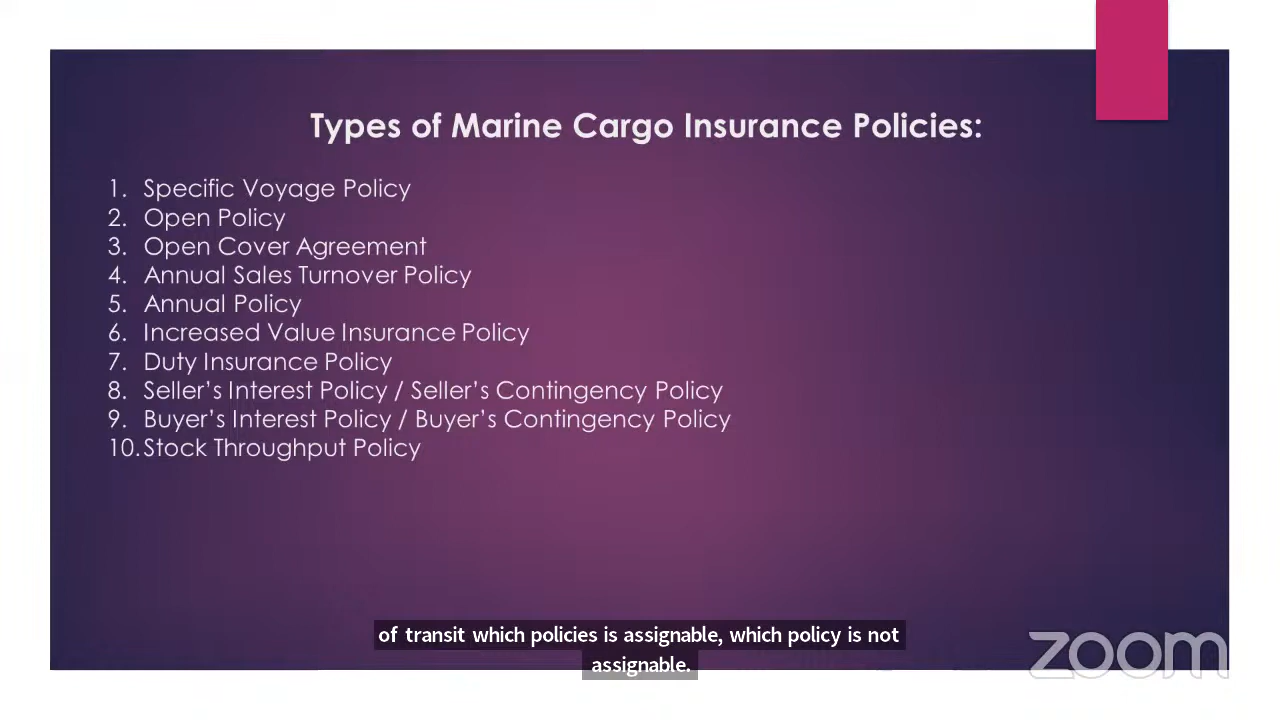 Types of Marine Cargo Insurance Policies:
1. Specific Voyage Policy
2. Open Policy
3. Open Cover Agreement
4. Annual Sales Turnover Policy
5. Annual Policy
6. Increased Value Insurance Policy
7. Duty Insurance Policy
8. Seller’s Interest Policy / Seller’s Contingency Policy
9. Buyer’s Interest Policy / Buyer’s Contingency Policy
10. Stock Throughput Policy
of transit which policies is assignable, which policy is not
assignable.
zoom